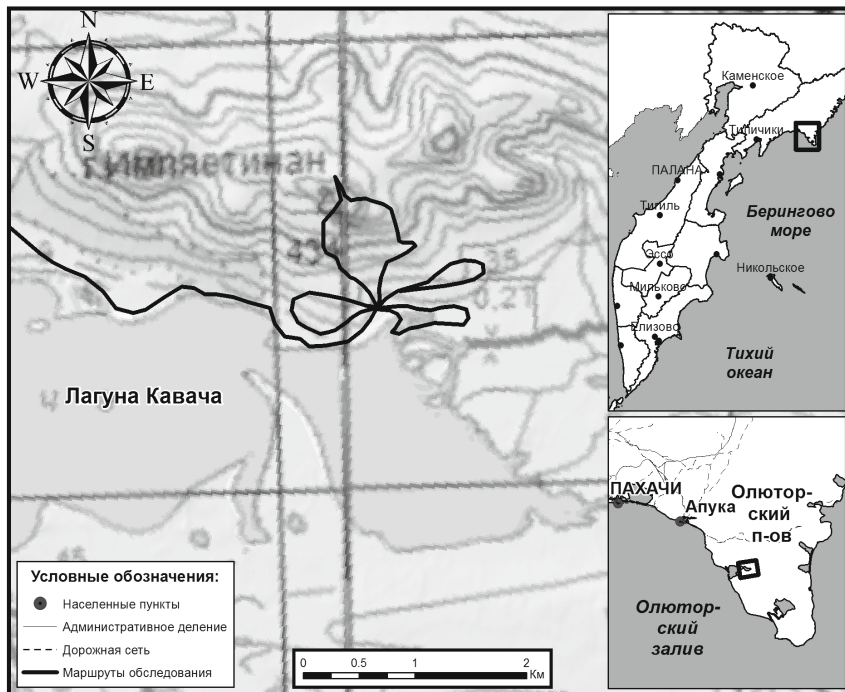 N
W
E
S
г Импяетинан
Лагуна Кавача
45
Условные обозначения:
Населенные пункты
Административное деление
Дорожная сеть
Маршруты обследования
0
0.5
1
2
Км
Каменское
Тиличики
ПАЛАНА
Тигиль
Эссо
Мильково
Елизово
Никольское
Берингово
море
Тихий
океан
ПАХАЧИ
Апука
Олютор-
ский
п-ов
Олютор-
ский
залив